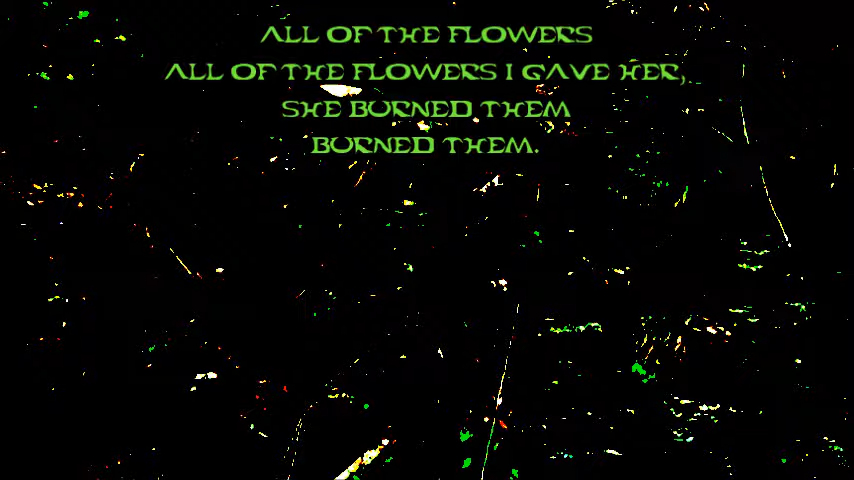 ALL OF THE FLOWERS
ALL OF THE FLOWERS I GAVE HER,
SHE BURNED THEM
BURNED THEM.